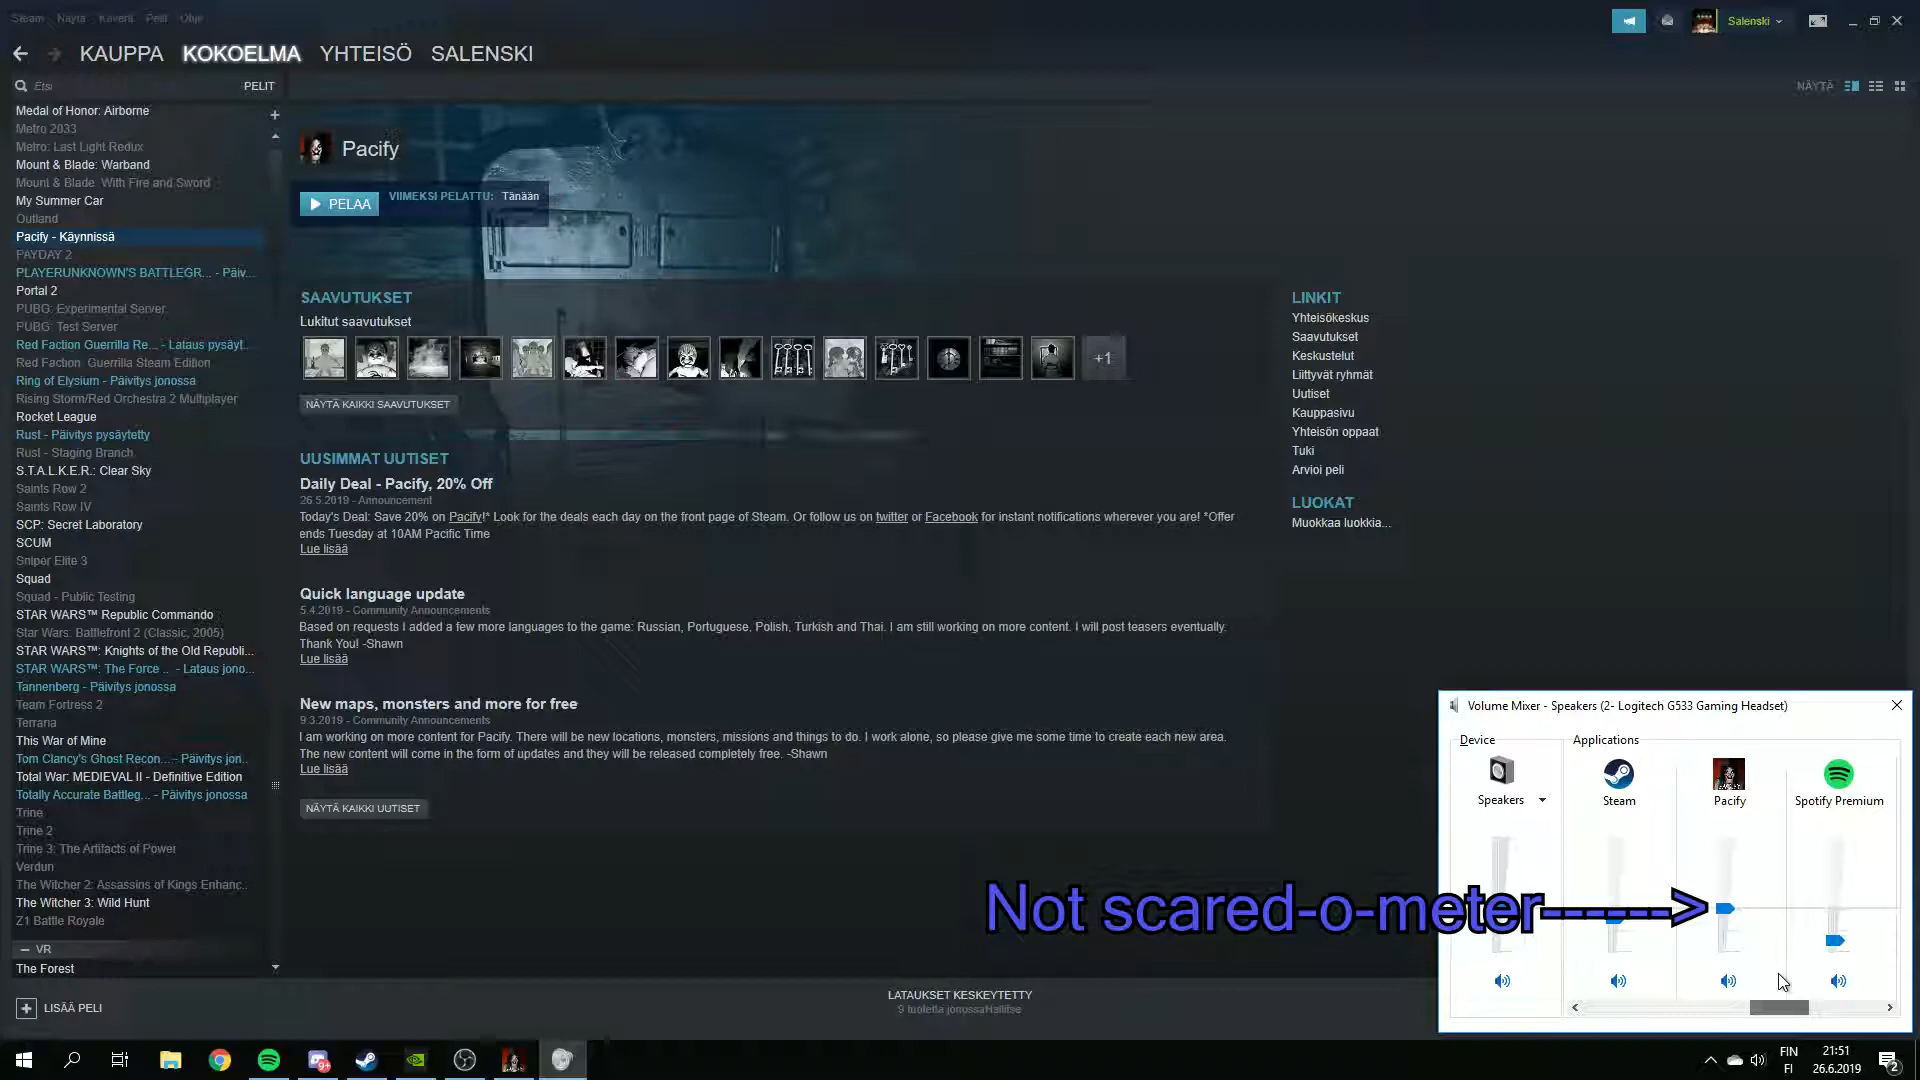 Steam Näytä Kaverit Pelit Ohje
Salenski
KAUPPA KOKOELMA YHTEISÖ SALENSKI
Etsi PELIT
NÄYTÄ
Medal of Honor: Airborne
Metro 2033
Metro: Last Light Redux
Mount & Blade: Warband
Mount & Blade: With Fire and Sword
My Summer Car
Outland
Pacify - Käynnissä
PAYDAY 2
PLAYERUNKNOWN'S BATTLEGR... - Päiv...
Portal 2
PUBG: Experimental Server
PUBG: Test Server
Red Faction Guerrilla Re... - Lataus pysäyt...
Red Faction: Guerrilla Steam Edition
Ring of Elysium - Päivitys jonossa
Rising Storm/Red Orchestra 2 Multiplayer
Rocket League
Rust - Päivitys pysäytetty
Rust - Staging Branch
S.T.A.L.K.E.R.: Clear Sky
Saints Row 2
Saints Row IV
SCP: Secret Laboratory
SCUM
Sniper Elite 3
Squad
Squad - Public Testing
STAR WARS™ Republic Commando
Star Wars: Battlefront 2 (Classic, 2005)
STAR WARS™: Knights of the Old Republi...
STAR WARS™: The Force ... - Lataus jono...
Tannenberg - Päivitys jonossa
Team Fortress 2
Terraria
This War of Mine
Tom Clancy's Ghost Recon... - Päivitys jon...
Total War: MEDIEVAL II - Definitive Edition
Totally Accurate Battleg... - Päivitys jonossa
Trine
Trine 2
Trine 3: The Artifacts of Power
Verdun
The Witcher 2: Assassins of Kings Enhanc...
The Witcher 3: Wild Hunt
Z1 Battle Royale
VR
The Forest
LISÄÄ PELI
Pacify
PELAA
VIIMEKSI PELATTU: Tänään
SAAVUTUKSET
Lukitut saavutukset
+1
NÄYTÄ KAIKKI SAAVUTUKSET
UUSIMMAT UUTISET
Daily Deal - Pacify, 20% Off
26.5.2019 - Announcement
Today's Deal: Save 20% on Pacify!* Look for the deals each day on the front page of Steam. Or follow us on twitter or Facebook for instant notifications wherever you are! *Offer
ends Tuesday at 10AM Pacific Time
Lue lisää
Quick language update
5.4.2019 - Community Announcements
Based on requests I added a few more languages to the game: Russian, Portuguese, Polish, Turkish and Thai. I am still working on more content. I will post teasers eventually.
Thank You! -Shawn
Lue lisää
New maps, monsters and more for free
9.3.2019 - Community Announcements
I am working on more content for Pacify. There will be new locations, monsters, missions and things to do. I work alone, so please give me some time to create each new area.
The new content will come in the form of updates and they will be released completely free. -Shawn
Lue lisää
NÄYTÄ KAIKKI UUTISET
LINKIT
Yhteisökeskus
Saavutukset
Keskustelut
Liittyvät ryhmät
Uutiset
Kauppasivu
Yhteisön oppaat
Tuki
Arvioi peli
LUOKAT
Muokkaa luokkia...
LATAUKSET KESKEYTETTY
9 tuotetta jonossaHallitse
Volume Mixer - Speakers (2- Logitech G533 Gaming Headset)
Device Applications
Speakers Steam Pacify Spotify Premium
Not scared-o-meter------>
9+
FIN
FI
21:51
26.6.2019
2